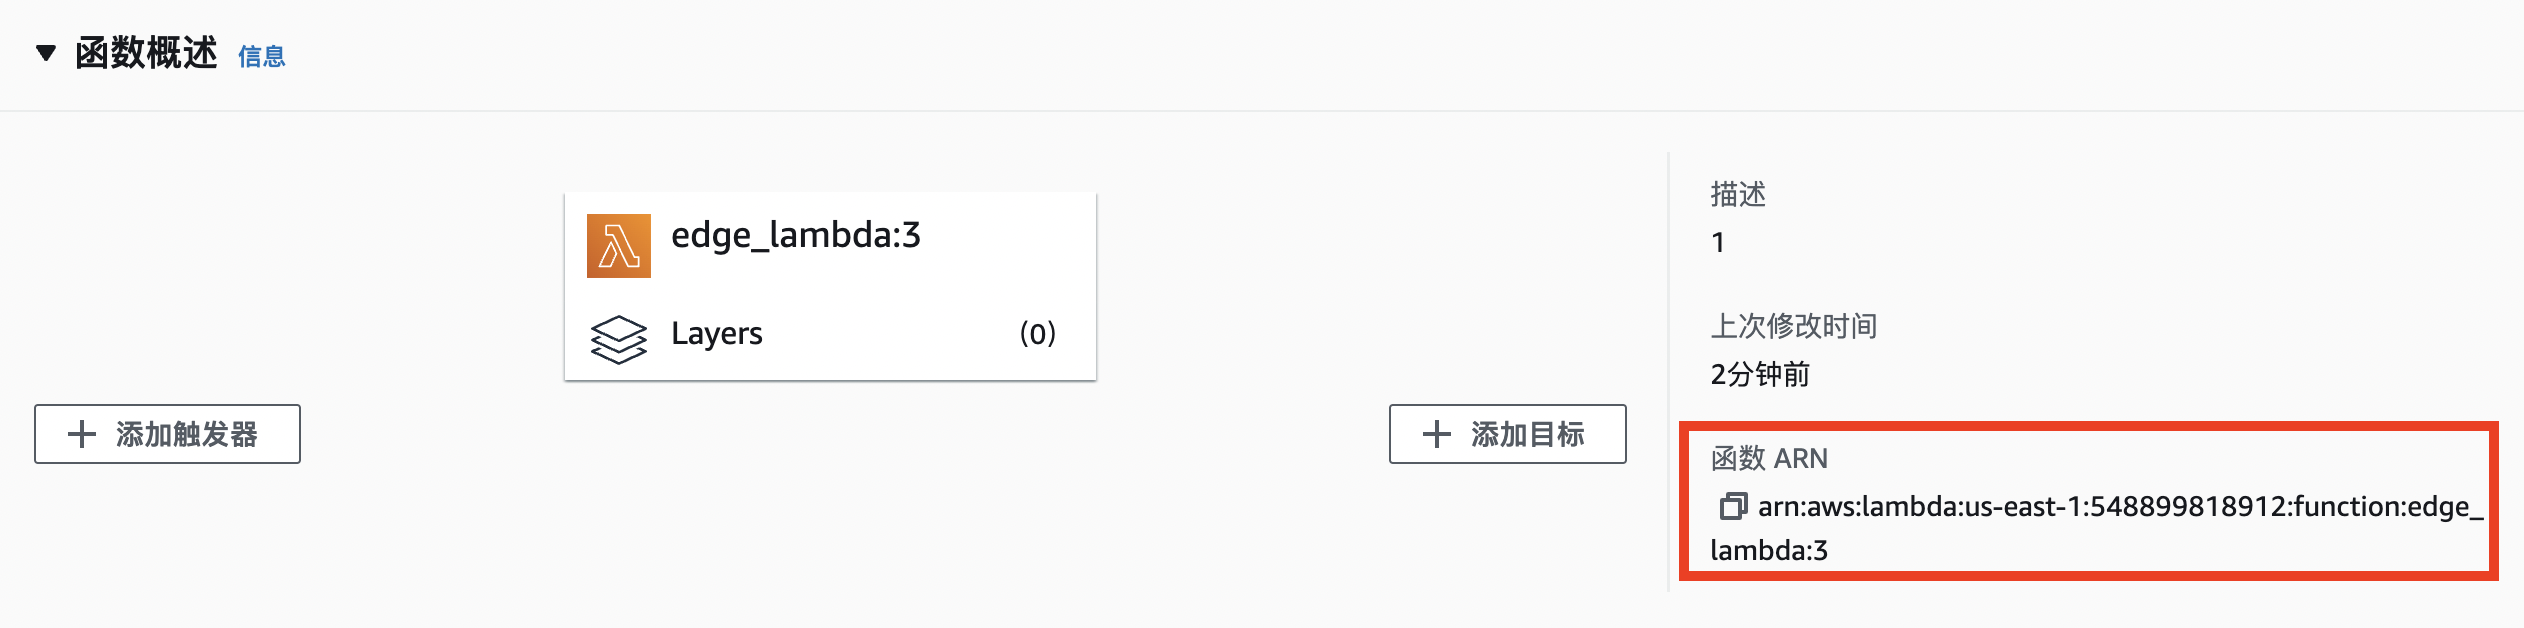 函数概述 信息
edge_lambda:3
Layers (0)
添加触发器
添加目标
描述
1
上次修改时间
2分钟前
函数 ARN
arn:aws:lambda:us-east-1:548899818912:function:edge_
lambda:3